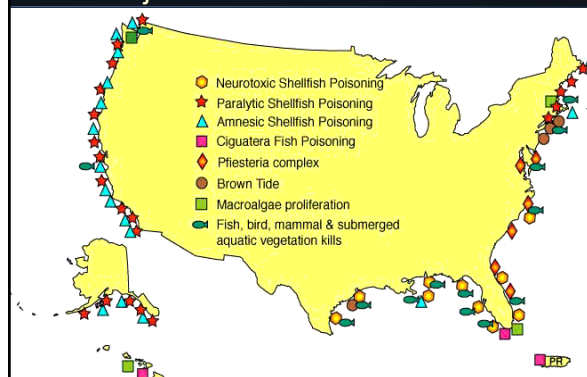 Neurotoxic Shellfish Poisoning
Paralytic Shellfish Poisoning
Amnesic Shellfish Poisoning
Ciguatera Fish Poisoning
Pfiesteria complex
Brown Tide
Macroalgae proliferation
Fish, bird, mammal & submerged
aquatic vegetation kills
PR